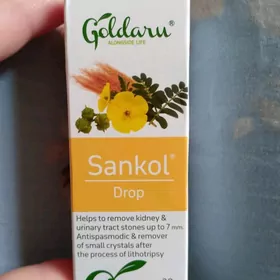 Goldaru®
ALONGSIDE LIFE
Sankol®
Drop
Helps to remove kidney &
urinary tract stones up to 7 mm.
Antispasmodic & remover
of small crystals after
the process of lithotripsy